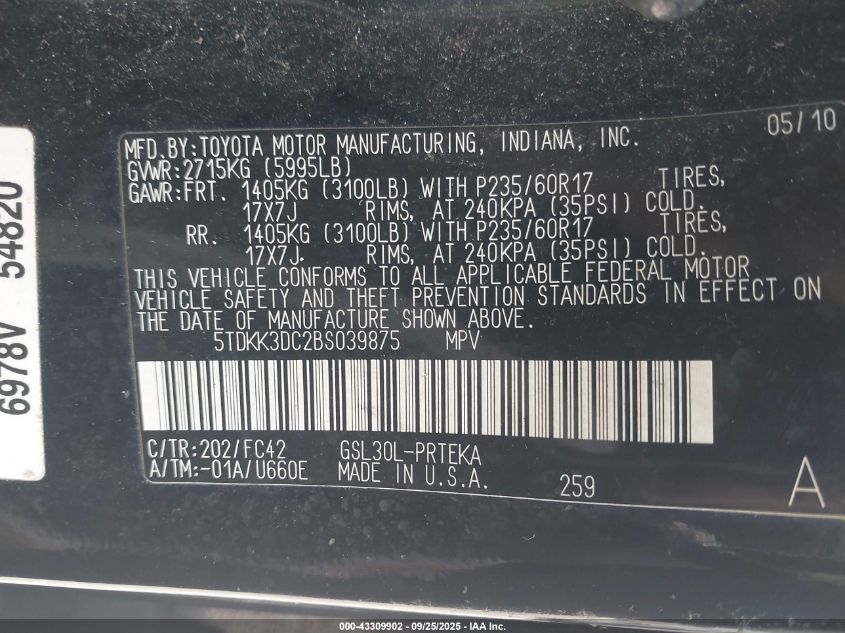 05/10
MFD.BY:TOYOTA MOTOR MANUFACTURING, INDIANA, INC.
GVWR:2715KG (5995LB)
GAWR:FRT. 1405KG (3100LB) WITH P235/60R17 TIRES,
17X7J RIMS, AT 240KPA (35PSI) COLD.
RR. 1405KG (3100LB) WITH P235/60R17 TIRES,
17X7J. RIMS, AT 240KPA (35PSI) COLD.
THIS VEHICLE CONFORMS TO ALL APPLICABLE FEDERAL MOTOR
VEHICLE SAFETY AND THEFT PREVENTION STANDARDS IN EFFECT ON
THE DATE OF MANUFACTURE SHOWN ABOVE.
5TDKK3DC2BS039875 MPV
C/TR:202/FC42 GSL30L-PRTEKA
A/TM:-01A/U660E MADE IN U.S.A.
259
A
6978V 54820
000-43309902 - 09/25/2025 - IAA Inc.